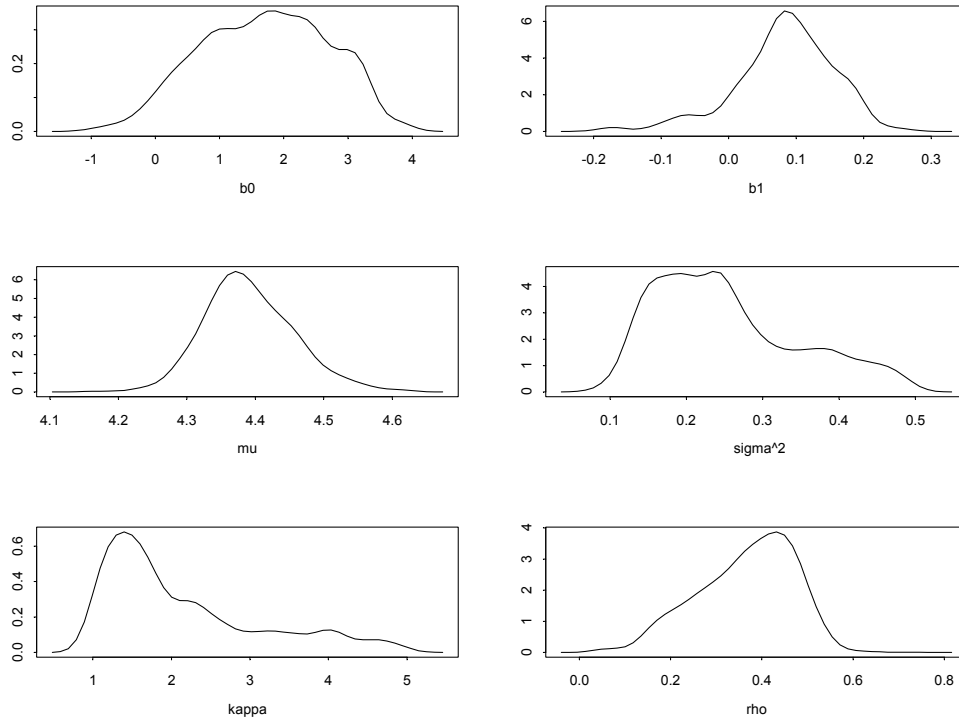 0.0 0.2
-1 0 1 2 3 4
b0
0 2 4 6
-0.2 -0.1 0.0 0.1 0.2 0.3
b1
0 1 2 3 4 5 6
4.1 4.2 4.3 4.4 4.5 4.6
mu
0 1 2 3 4
0.1 0.2 0.3 0.4 0.5
sigma^2
0.0 0.2 0.4 0.6
1 2 3 4 5
kappa
0 1 2 3 4
0.0 0.2 0.4 0.6 0.8
rho